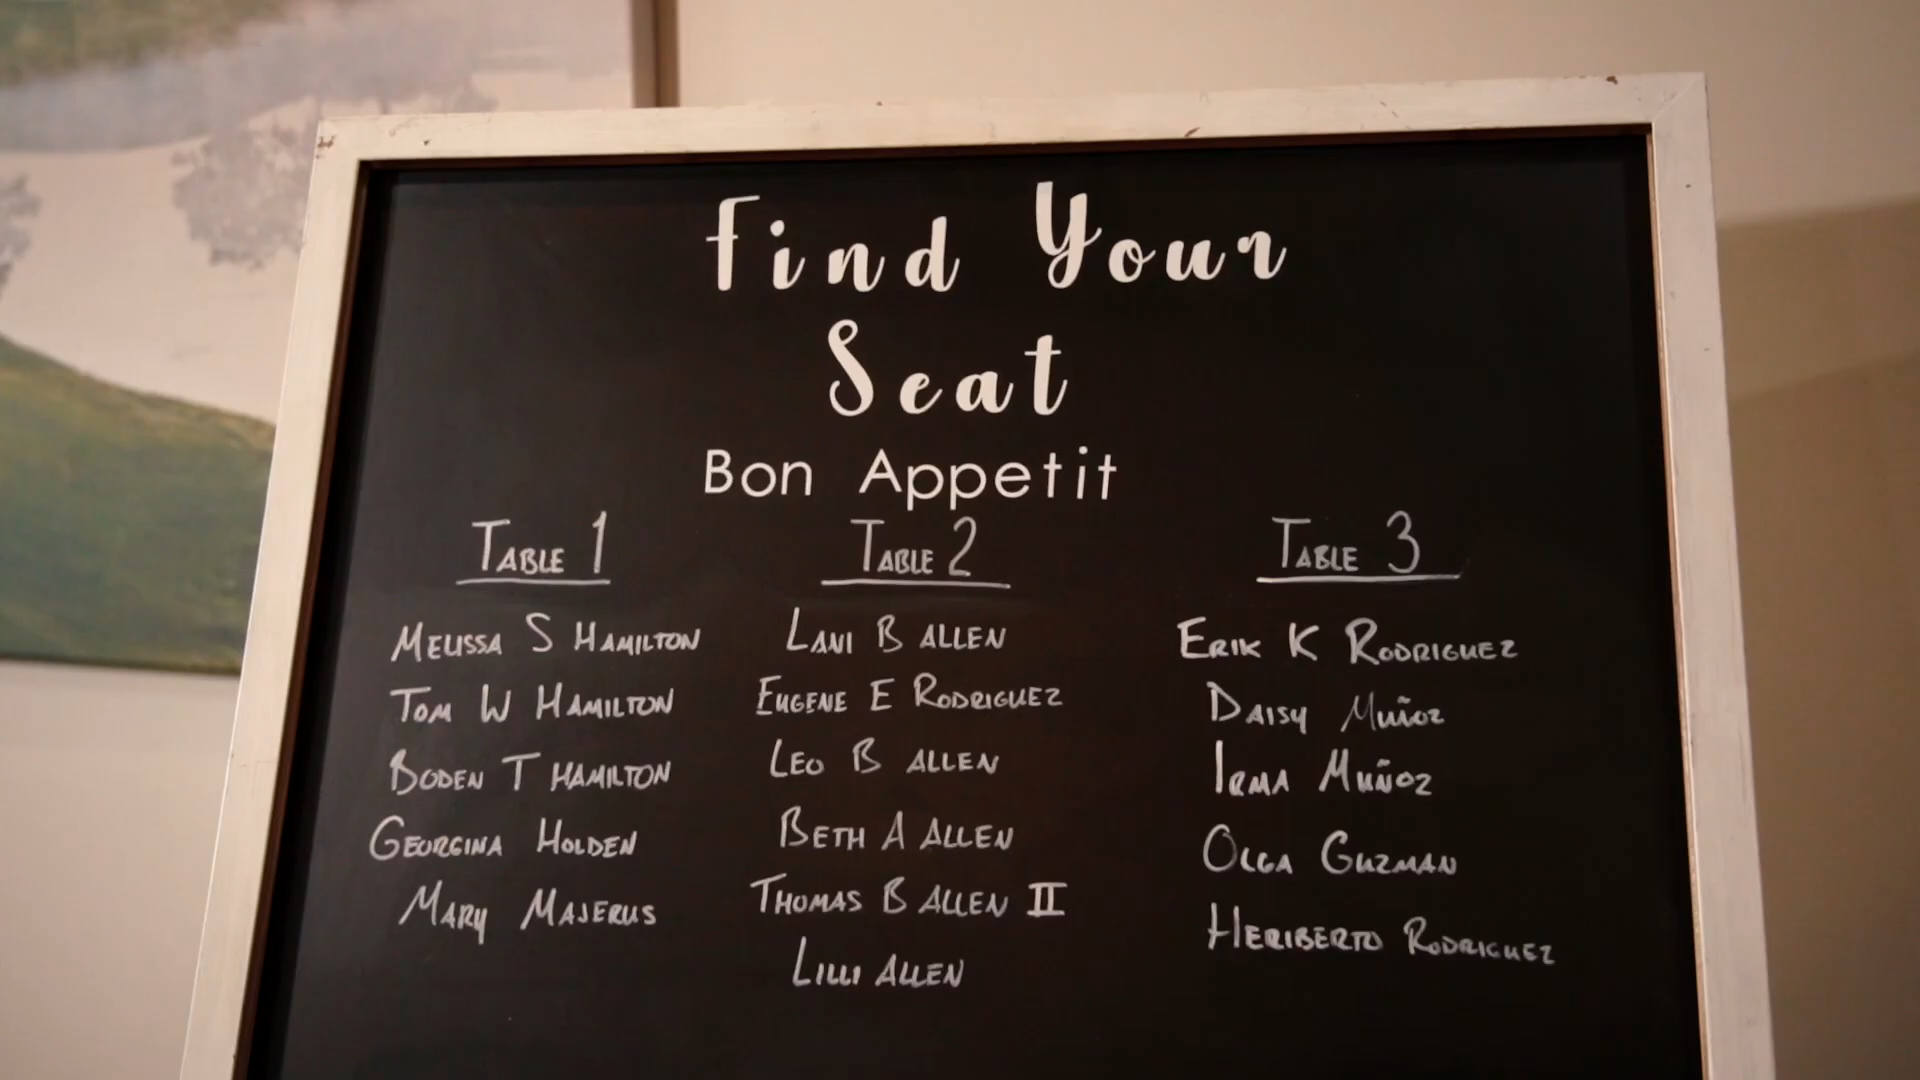 Find Your
Seat
Bon Appetit
TABLE 1
MELISSA S HAMILTON
TOM W HAMILTON
BODEN T HAMILTON
GEORGINA HOLDEN
MARY MAJERUS
TABLE 2
LANI B ALLEN
EUGENE E RODRIGUEZ
LEO B ALLEN
BETH A ALLEN
THOMAS B ALLEN II
LILLI ALLEN
TABLE 3
ERIK K RODRIGUEZ
DAISY MUÑOZ
IRMA MUÑOZ
OLGA GUZMAN
HERIBERTO RODRIGUEZ